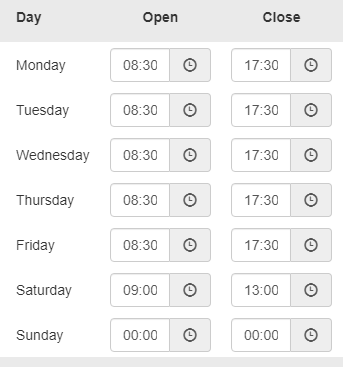 Day Open Close
Monday 08:30 17:30
Tuesday 08:30 17:30
Wednesday 08:30 17:30
Thursday 08:30 17:30
Friday 08:30 17:30
Saturday 09:00 13:00
Sunday 00:00 00:00